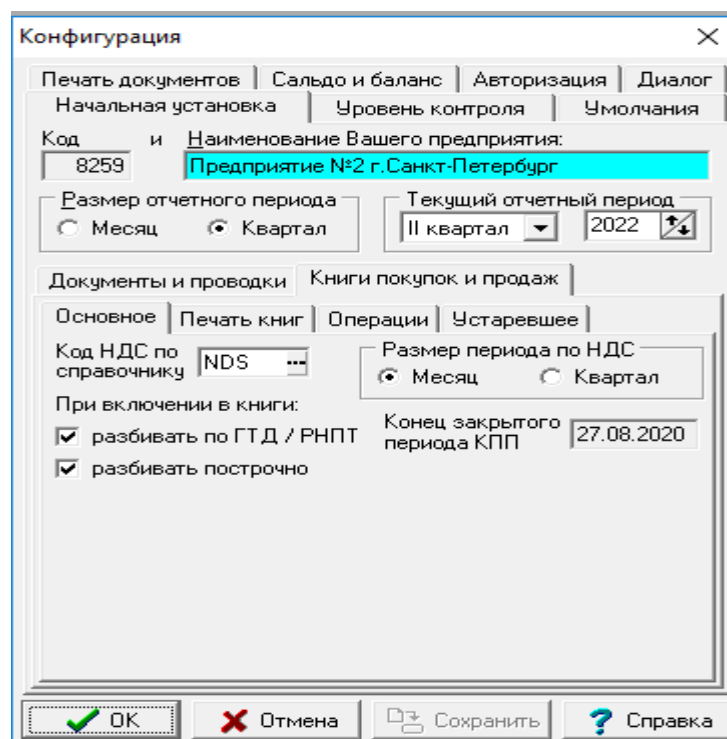 Конфигурация
Печать документов Сальдо и баланс Авторизация Диалог
Начальная установка Уровень контроля Умолчания
Код и Наименование Вашего предприятия:
8259 Предприятие №2 г.Санкт-Петербург
Размер отчетного периода Текущий отчетный период
Месяц Квартал II квартал 2022
Документы и проводки Книги покупок и продаж
Основное Печать книг Операции Устаревшее
Код НДС по справочнику NDS ... Размер периода по НДС
Месяц Квартал
При включении в книги:
разбивать по ГТД / РНПТ Конец закрытого периода КПП 27.08.2020
разбивать построчно
OK Отмена Сохранить ? Справка